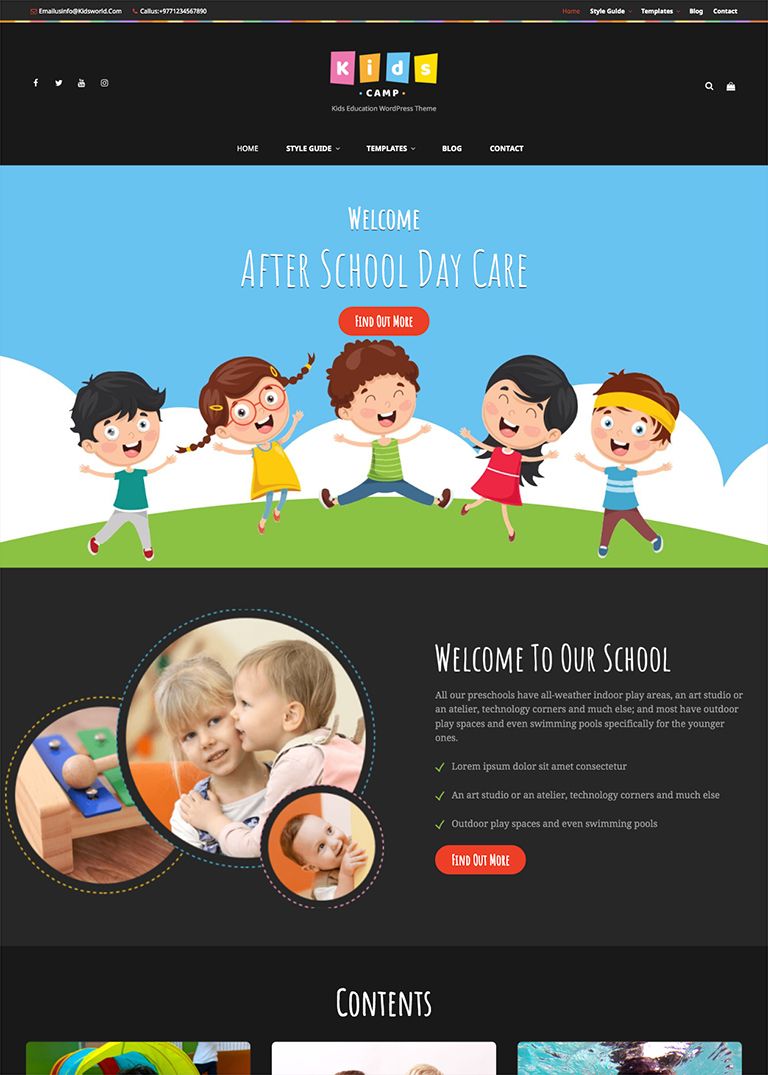 Emailusinfo@Kidsworld.Com Callus:+9771234567890 Home Style Guide Templates Blog Contact
Kids
CAMP
Kids Education WordPress Theme
HOME STYLE GUIDE TEMPLATES BLOG CONTACT
Welcome
After School Day Care
Find Out More
Welcome To Our School
All our preschools have all-weather indoor play areas, an art studio or
an atelier, technology corners and much else; and most have outdoor
play spaces and even swimming pools specifically for the younger
ones.
Lorem ipsum dolor sit amet consectetur
An art studio or an atelier, technology corners and much else
Outdoor play spaces and even swimming pools
Find Out More
Contents